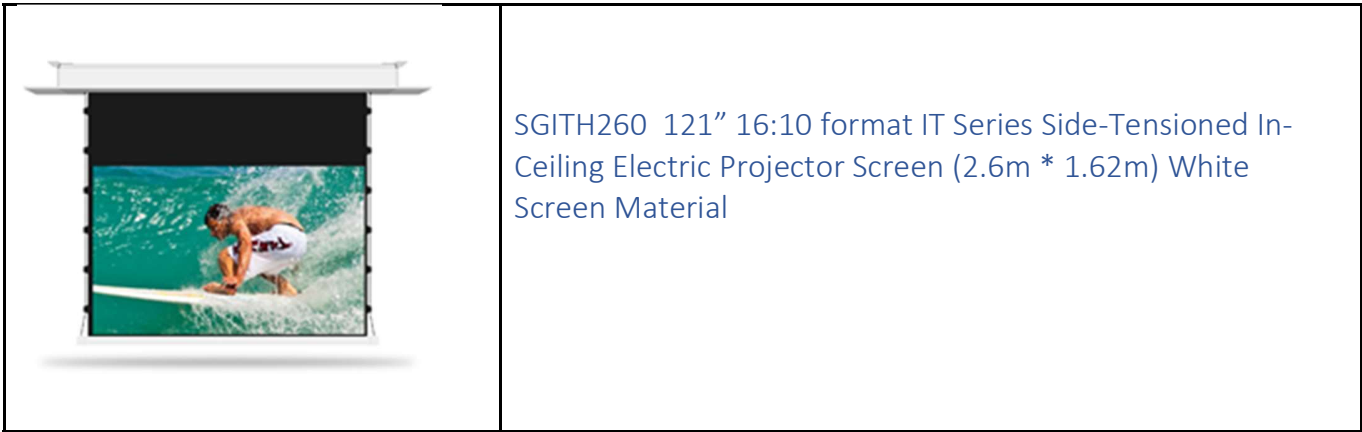 SGITH260  121” 16:10 format IT Series Side-Tensioned In-
Ceiling Electric Projector Screen (2.6m * 1.62m) White
Screen Material